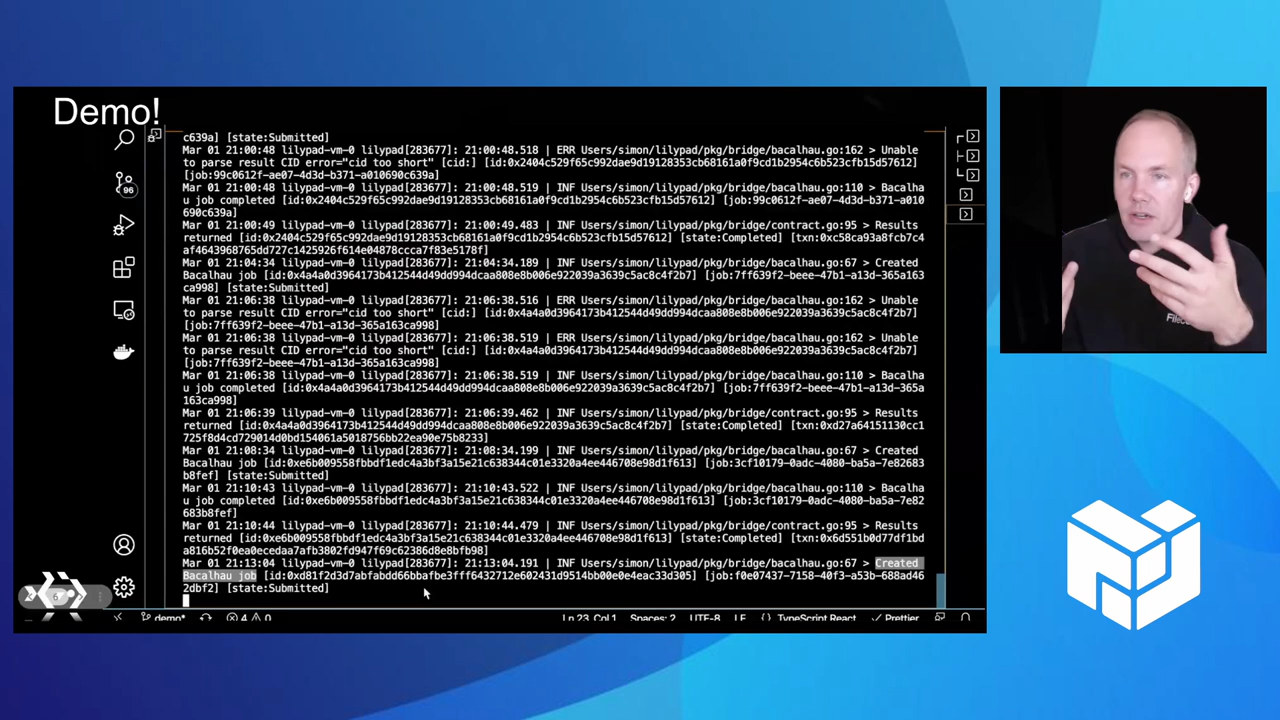 Demo!
c639a] [state:Submitted]
Mar 01 21:00:48 lilypad-vm-0 lilypad[283677]: 21:00:48.518 | ERR Users/simon/lilypad/pkg/bridge/bacalhau.go:162 > Unable
to parse result CID error="cid too short" [cid:] [id:0x2404c529f65c992dae9d19128353cb68161a0f9cd1b2954c6b523cfb15d57612]
[job:99c0612f-ae07-4d3d-b371-a010690c639a]
Mar 01 21:00:48 lilypad-vm-0 lilypad[283677]: 21:00:48.519 | INF Users/simon/lilypad/pkg/bridge/bacalhau.go:110 > Bacalha
u job completed [id:0x2404c529f65c992dae9d19128353cb68161a0f9cd1b2954c6b523cfb15d57612] [job:99c0612f-ae07-4d3d-b371-a010
690c639a]
Mar 01 21:00:49 lilypad-vm-0 lilypad[283677]: 21:00:49.483 | INF Users/simon/lilypad/pkg/bridge/contract.go:95 > Results
returned [id:0x2404c529f65c992dae9d19128353cb68161a0f9cd1b2954c6b523cfb15d57612] [state:Completed] [txn:0xc58ca93a8fcb7c4
af4643968765dd727c1425926f614e04878ccca7f83e5178f]
Mar 01 21:04:34 lilypad-vm-0 lilypad[283677]: 21:04:34.189 | INF Users/simon/lilypad/pkg/bridge/bacalhau.go:67 > Created
Bacalhau job [id:0x4a4a0d3964173b412544d49dd994dcaa808e8b006e922039a3639c5ac8c4f2b7] [job:7ff639f2-beee-47b1-a13d-365a163
ca998] [state:Submitted]
Mar 01 21:06:38 lilypad-vm-0 lilypad[283677]: 21:06:38.516 | ERR Users/simon/lilypad/pkg/bridge/bacalhau.go:162 > Unable
to parse result CID error="cid too short" [cid:] [id:0x4a4a0d3964173b412544d49dd994dcaa808e8b006e922039a3639c5ac8c4f2b7]
[job:7ff639f2-beee-47b1-a13d-365a163ca998]
Mar 01 21:06:38 lilypad-vm-0 lilypad[283677]: 21:06:38.519 | ERR Users/simon/lilypad/pkg/bridge/bacalhau.go:162 > Unable
to parse result CID error="cid too short" [cid:] [id:0x4a4a0d3964173b412544d49dd994dcaa808e8b006e922039a3639c5ac8c4f2b7]
[job:7ff639f2-beee-47b1-a13d-365a163ca998]
Mar 01 21:06:38 lilypad-vm-0 lilypad[283677]: 21:06:38.519 | INF Users/simon/lilypad/pkg/bridge/bacalhau.go:110 > Bacalha
u job completed [id:0x4a4a0d3964173b412544d49dd994dcaa808e8b006e922039a3639c5ac8c4f2b7] [job:7ff639f2-beee-47b1-a13d-365a
163ca998]
Mar 01 21:06:39 lilypad-vm-0 lilypad[283677]: 21:06:39.462 | INF Users/simon/lilypad/pkg/bridge/contract.go:95 > Results
returned [id:0x4a4a0d3964173b412544d49dd994dcaa808e8b006e922039a3639c5ac8c4f2b7] [state:Completed] [txn:0xd27a64151130cc1
725f8d4cd729014d0bd154061a5018756bb22ea90e75b8233]
Mar 01 21:08:34 lilypad-vm-0 lilypad[283677]: 21:08:34.199 | INF Users/simon/lilypad/pkg/bridge/bacalhau.go:67 > Created
Bacalhau job [id:0xe6b009558fbbdf1edc4a3bf3a15e21c638344c01e3320a4ee446708e98d1f613] [job:3cf10179-0adc-4080-ba5a-7e82683
b8fef] [state:Submitted]
Mar 01 21:10:43 lilypad-vm-0 lilypad[283677]: 21:10:43.522 | INF Users/simon/lilypad/pkg/bridge/bacalhau.go:110 > Bacalha
u job completed [id:0xe6b009558fbbdf1edc4a3bf3a15e21c638344c01e3320a4ee446708e98d1f613] [job:3cf10179-0adc-4080-ba5a-7e82
683b8fef]
Mar 01 21:10:44 lilypad-vm-0 lilypad[283677]: 21:10:44.479 | INF Users/simon/lilypad/pkg/bridge/contract.go:95 > Results
returned [id:0xe6b009558fbbdf1edc4a3bf3a15e21c638344c01e3320a4ee446708e98d1f613] [state:Completed] [txn:0x6d551b0d77df1bd
a816b52f0ea0ecedaa7afb3802fd947f69c62386d8e8bfb98]
Mar 01 21:13:04 lilypad-vm-0 lilypad[283677]: 21:13:04.191 | INF Users/simon/lilypad/pkg/bridge/bacalhau.go:67 > Created
Bacalhau job [id:0xd81f2d3d7abfabdd66bbafbe3fff6432712e602431d9514bb00e0e4eac33d305] [job:f0e07437-7158-40f3-a53b-688ad46
2dbf2] [state:Submitted]
96
demo* 4 0 Ln 23, Col 1 Spaces: 2 UTF-8 LF {} TypeScript React Prettier